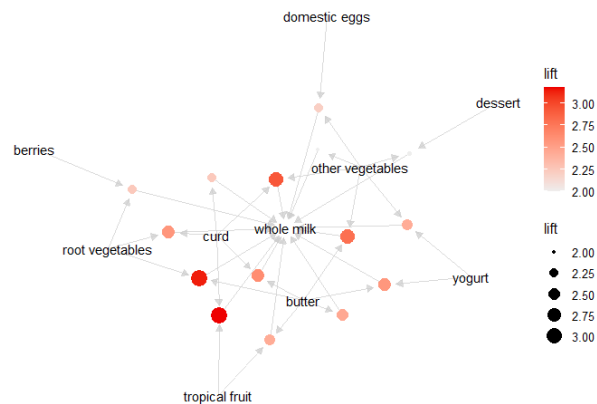 domestic eggs
lift
3.00
2.75
2.50
2.25
2.00
dessert
berries
other vegetables
root vegetables
curd
whole milk
lift
2.00
2.25
2.50
2.75
3.00
yogurt
butter
tropical fruit